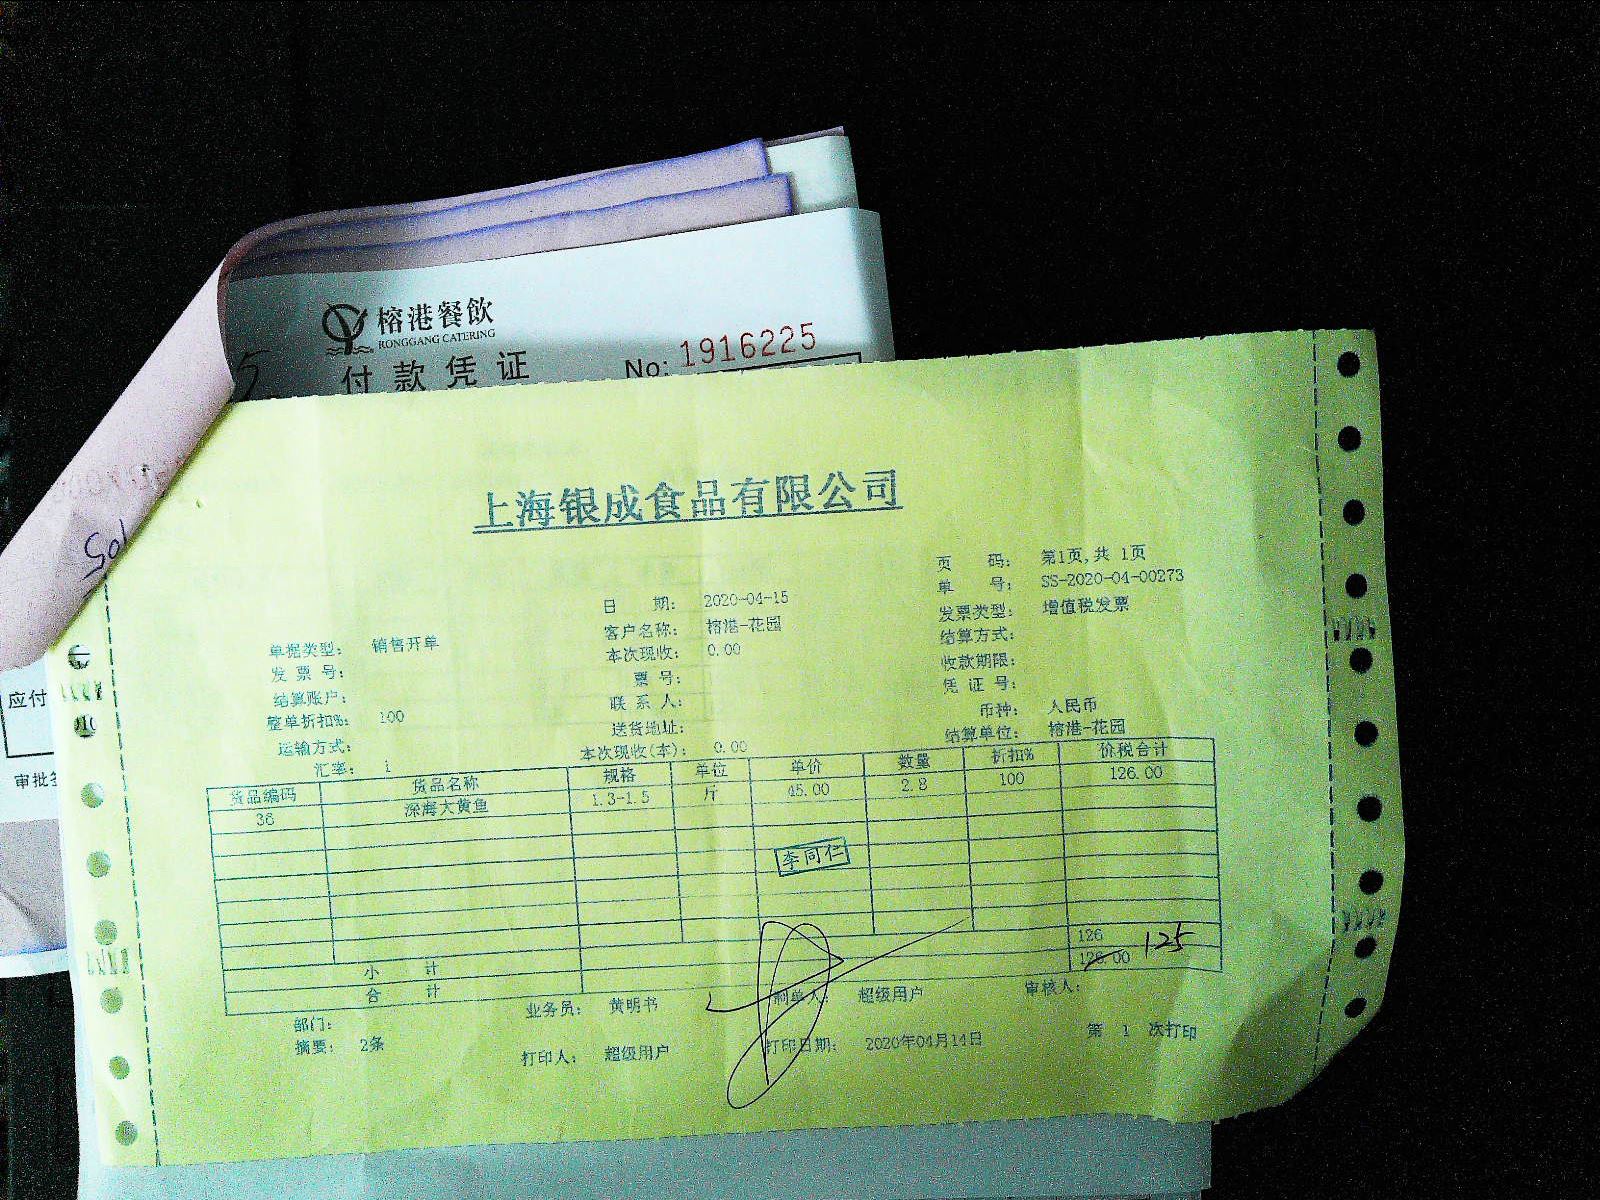 榕港餐飲
RONGGANG CATERING
付款凭证 No: 1916225
上海银成食品有限公司
页 码: 第1页,共 1页
日 期: 2020-04-15 单 号: SS-2020-04-00273
单据类型: 销售开单 客户名称: 榕港-花园 发票类型: 增值税发票
发 票 号: 本次现收: 0.00 结算方式:
结算账户: 票 号: 收款期限:
整单折扣%: 100 联 系 人: 凭 证 号:
运输方式: 送货地址: 币种: 人民币
汇率: 1 本次现收(本): 0.00 结算单位: 榕港-花园
货品编码 货品名称 规格 单位 单价 数量 折扣% 价税合计
36 深海大黄鱼 1.3-1.5 斤 45.00 2.8 100 126.00
李同仁
小 计 126
合 计 126.00 125
部门: 业务员: 黄明书 制单人: 超级用户 审核人:
摘要: 2条 打印人: 超级用户 打印日期: 2020年04月14日 第 1 次打印
应付
审批